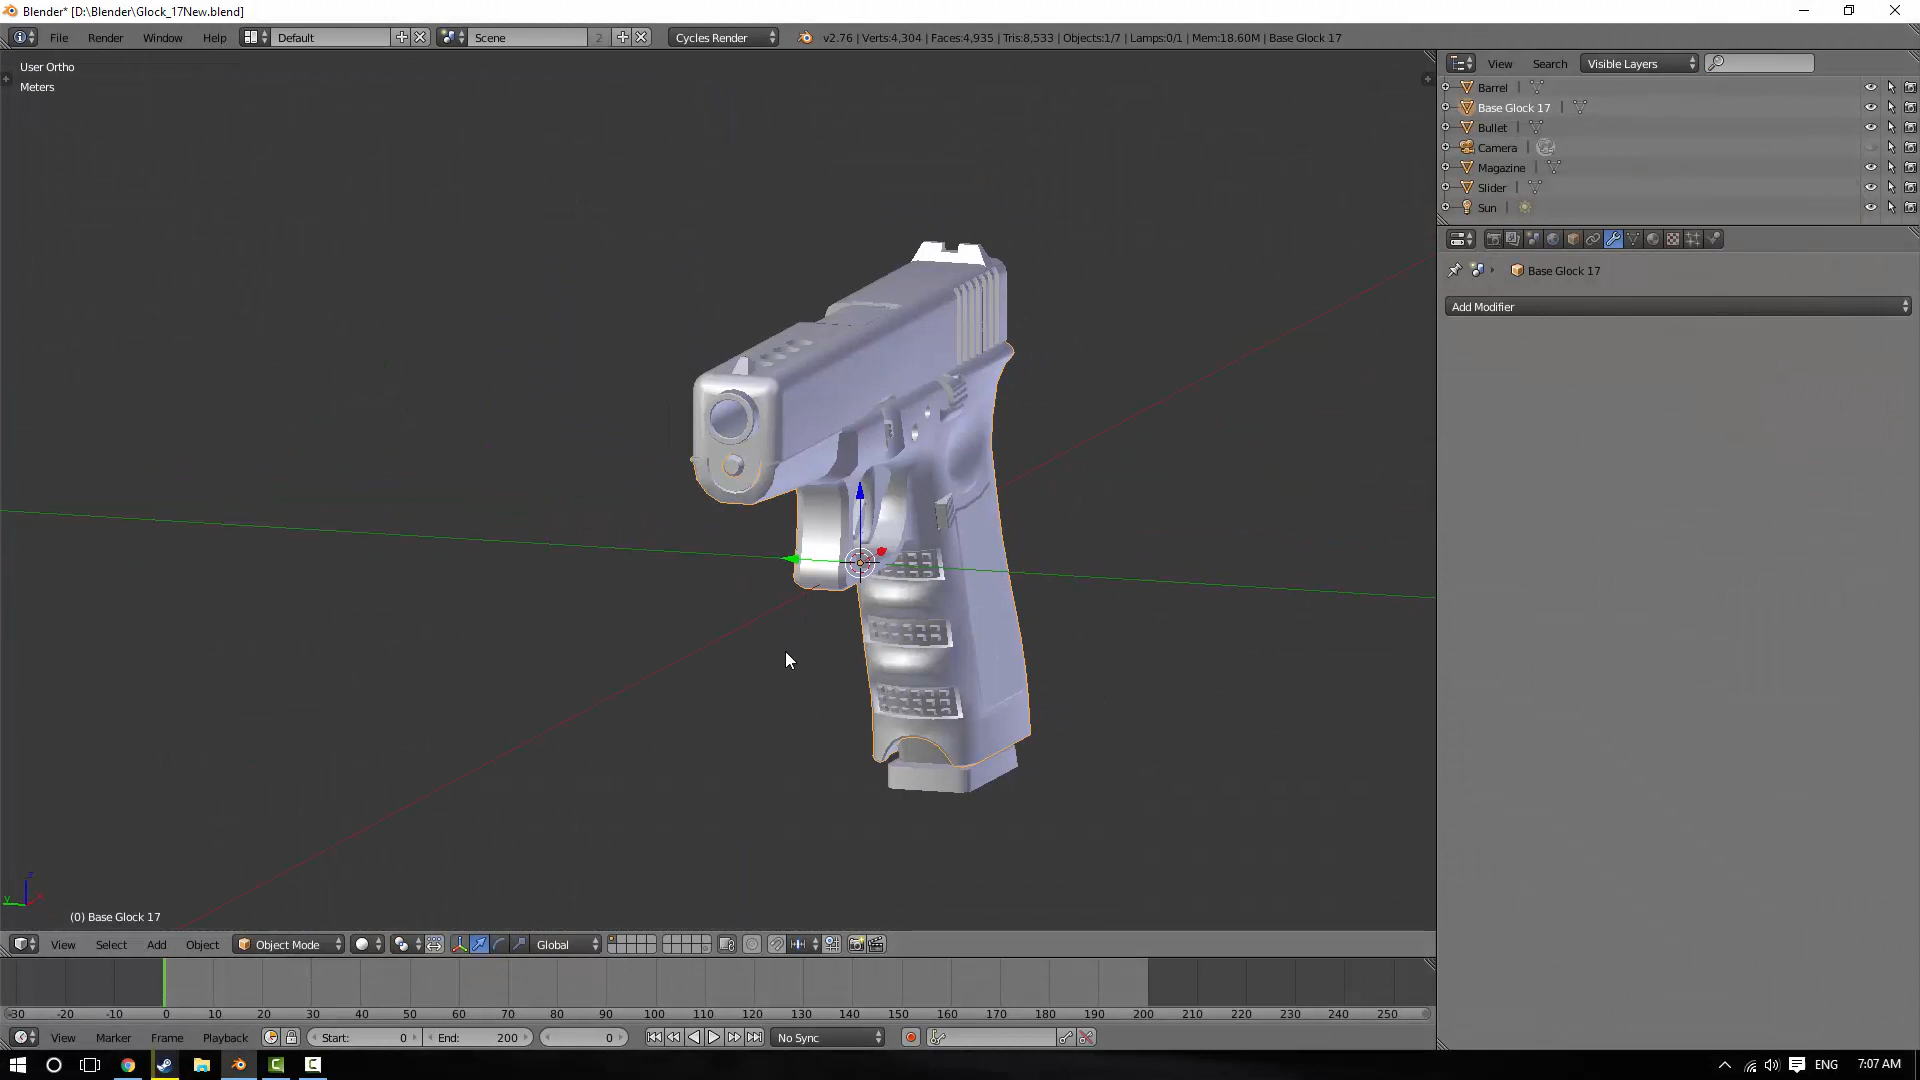 Blender* [D:\Blender\Glock_17New.blend]
File Render Window Help Default Scene 2 Cycles Render v2.76 | Verts:4,304 | Faces:4,935 | Tris:8,533 | Objects:1/7 | Lamps:0/1 | Mem:18.60M | Base Glock 17
User Ortho
Meters
View Search Visible Layers
Barrel
Base Glock 17
Bullet
Camera
Magazine
Slider
Sun
Base Glock 17
Add Modifier
z
y
x
(0) Base Glock 17
View Select Add Object Object Mode Global
-30 -20 -10 0 10 20 30 40 50 60 70 80 90 100 110 120 130 140 150 160 170 180 190 200 210 220 230 240 250
View Marker Frame Playback Start: 0 End: 200 0 No Sync
ENG 7:07 AM